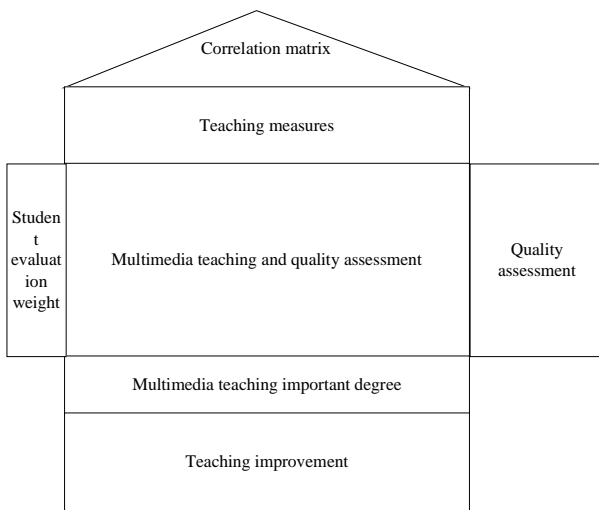 Correlation matrix
Teaching measures
Studen
t
evaluat
ion
weight
Multimedia teaching and quality assessment
Quality
assessment
Multimedia teaching important degree
Teaching improvement